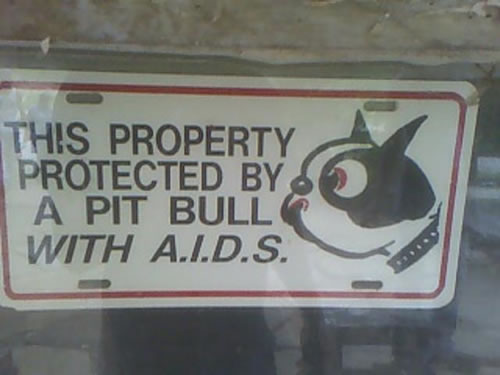 THIS PROPERTY
PROTECTED BY
A PIT BULL
WITH A.I.D.S.